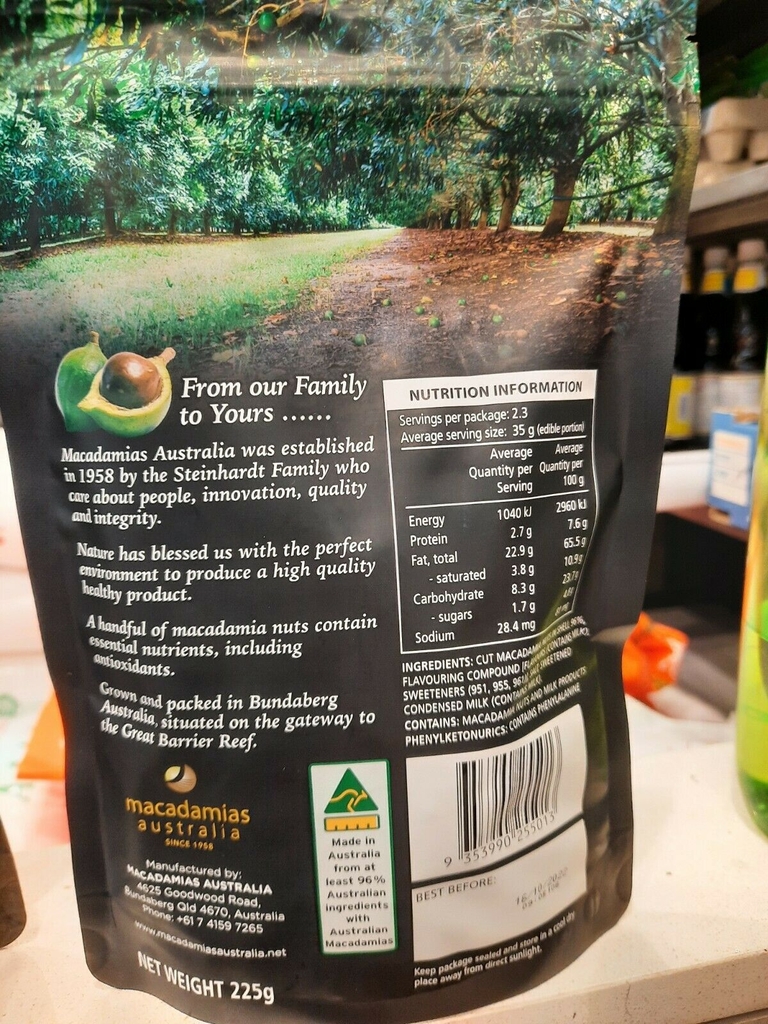 From our Family
to Yours ......
Macadamias Australia was established
in 1958 by the Steinhardt Family who
care about people, innovation, quality
and integrity.
Nature has blessed us with the perfect
environment to produce a high quality
healthy product.
A handful of macadamia nuts contain
essential nutrients, including
antioxidants.
Grown and packed in Bundaberg
Australia, situated on the gateway to
the Great Barrier Reef.
macadamias
australia
SINCE 1958
Manufactured by:
MACADAMIAS AUSTRALIA
4625 Goodwood Road,
Bundaberg Qld 4670, Australia
Phone: +61 7 4159 7265
www.macadamiasaustralia.net
NET WEIGHT 225g
Made in
Australia
from at
least 96%
Australian
ingredients
with
Australian
Macadamias
NUTRITION INFORMATION
Servings per package: 2.3
Average serving size: 35 g (edible portion)
Average Quantity per Serving Average Quantity per 100 g
Energy 1040 kJ 2960 kJ
Protein 2.7 g 7.6 g
Fat, total 22.9 g 65.5 g
- saturated 3.8 g 10.9 g
Carbohydrate 8.3 g 23.7 g
- sugars 1.7 g
Sodium 28.4 mg
INGREDIENTS: CUT MACADAMIA
FLAVOURING COMPOUND
SWEETENERS (951, 955, 961), SWEETENED
CONDENSED MILK (CONTAINS MILK).
CONTAINS: MACADAMIA NUTS AND MILK PRODUCTS
PHENYLKETONURICS: CONTAINS PHENYLALANINE
9 353990 255013
BEST BEFORE:
16/10/2022
Keep package sealed and store in a cool dry
place away from direct sunlight.